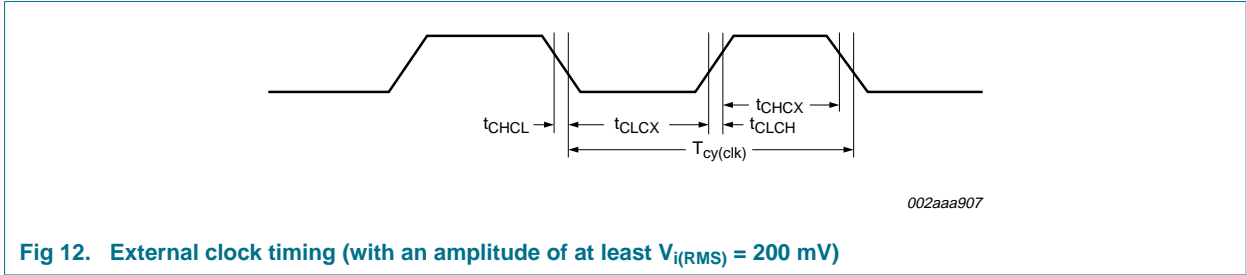 tCHCX
tCHCL tCLCX tCLCH
Tcy(clk)
002aaa907
Fig 12. External clock timing (with an amplitude of at least Vi(RMS) = 200 mV)